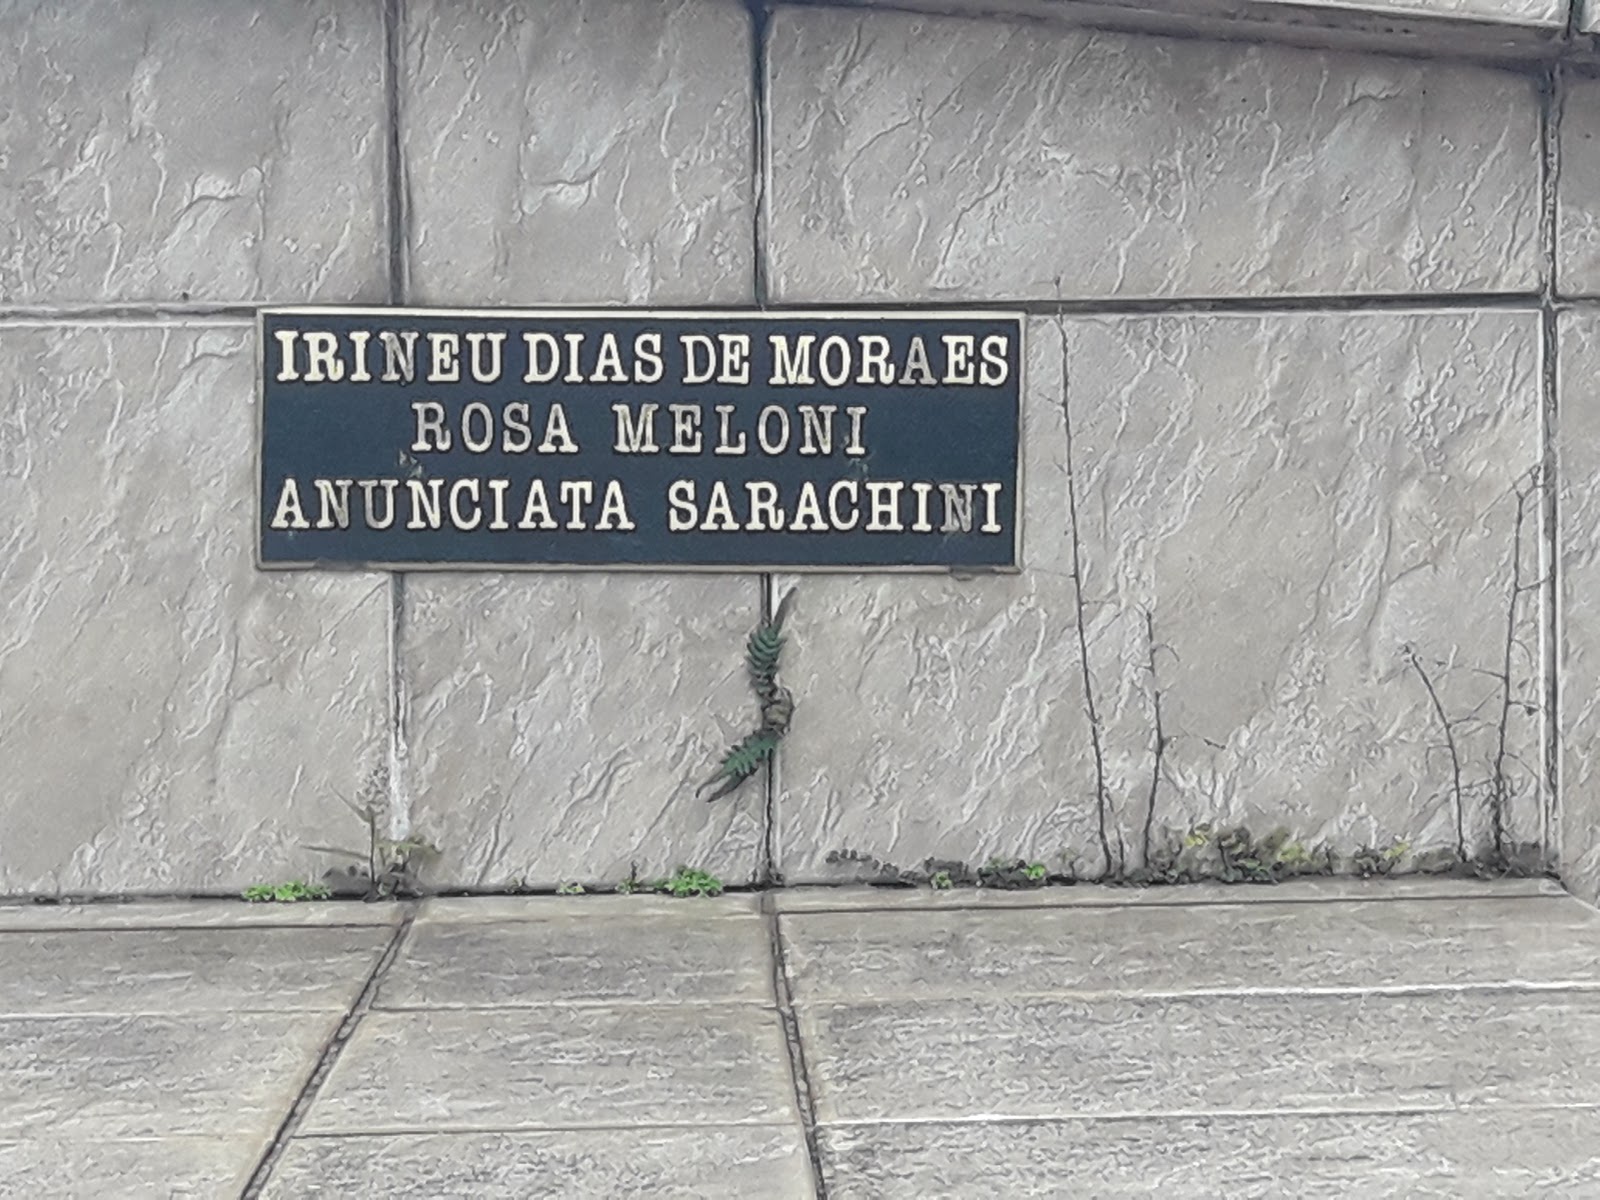 IRINEU DIAS DE MORAES
ROSA MELONI
ANUNCIATA SARACHINI